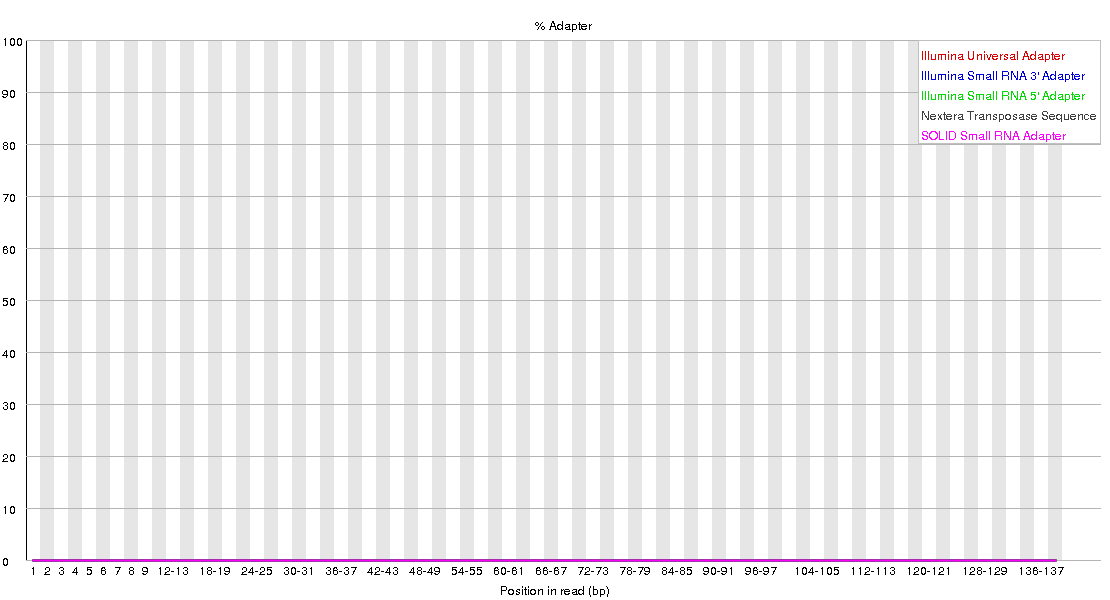 % Adapter
100
90
80
70
60
50
40
30
20
10
0
Illumina Universal Adapter
Illumina Small RNA 3' Adapter
Illumina Small RNA 5' Adapter
Nextera Transposase Sequence
SOLID Small RNA Adapter
1 2 3 4 5 6 7 8 9 12-13 18-19 24-25 30-31 36-37 42-43 48-49 54-55 60-61 66-67 72-73 78-79 84-85 90-91 96-97 104-105 112-113 120-121 128-129 136-137
Position in read (bp)